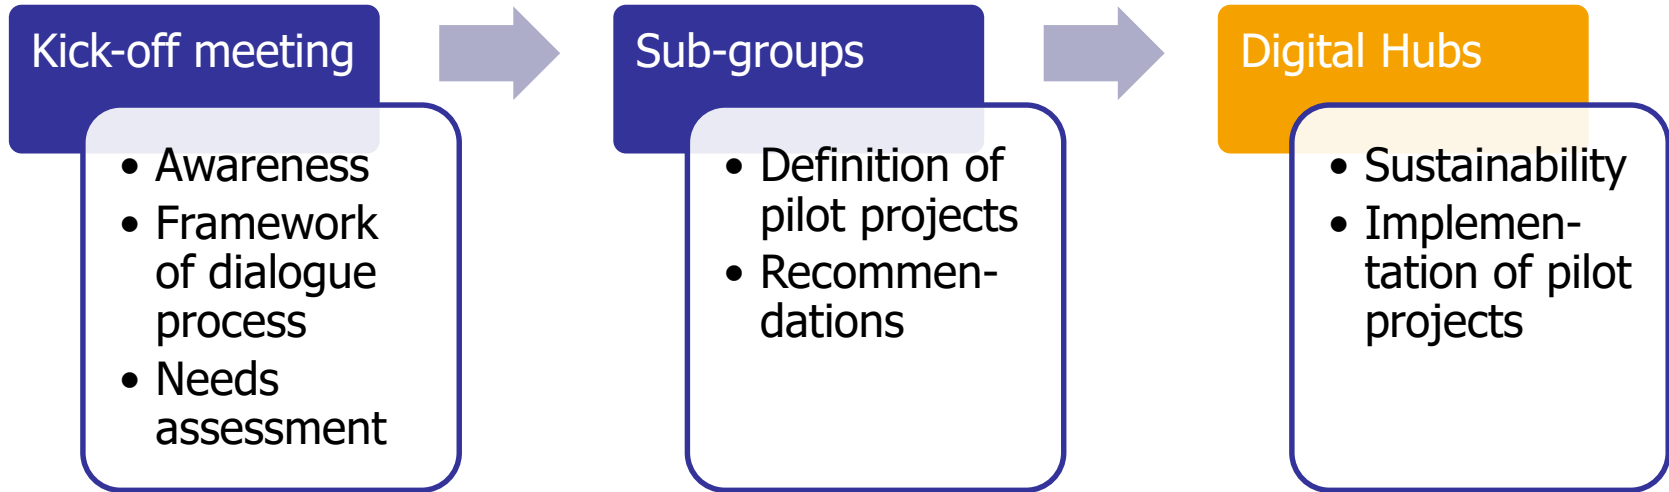 Kick-off meeting
• Awareness
• Framework
of dialogue
process
• Needs
assessment
Sub-groups
• Definition of
pilot projects
• Recommen-
dations
Digital Hubs
• Sustainability
• Implemen-
tation of pilot
projects